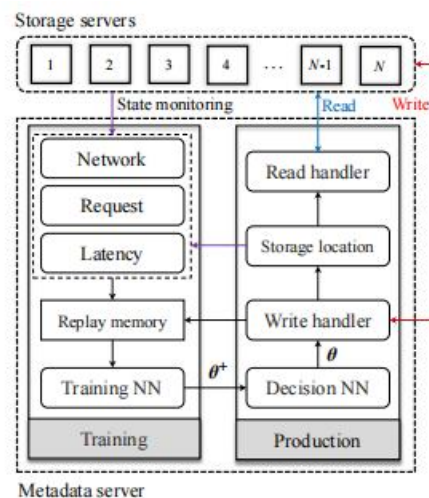 Storage servers
1 2 3 4 ... N-1 N
State monitoring Read Write
Network
Request
Latency
Replay memory
Training NN
Training
Read handler
Storage location
Write handler
θ⁺ θ
Decision NN
Production
Metadata server